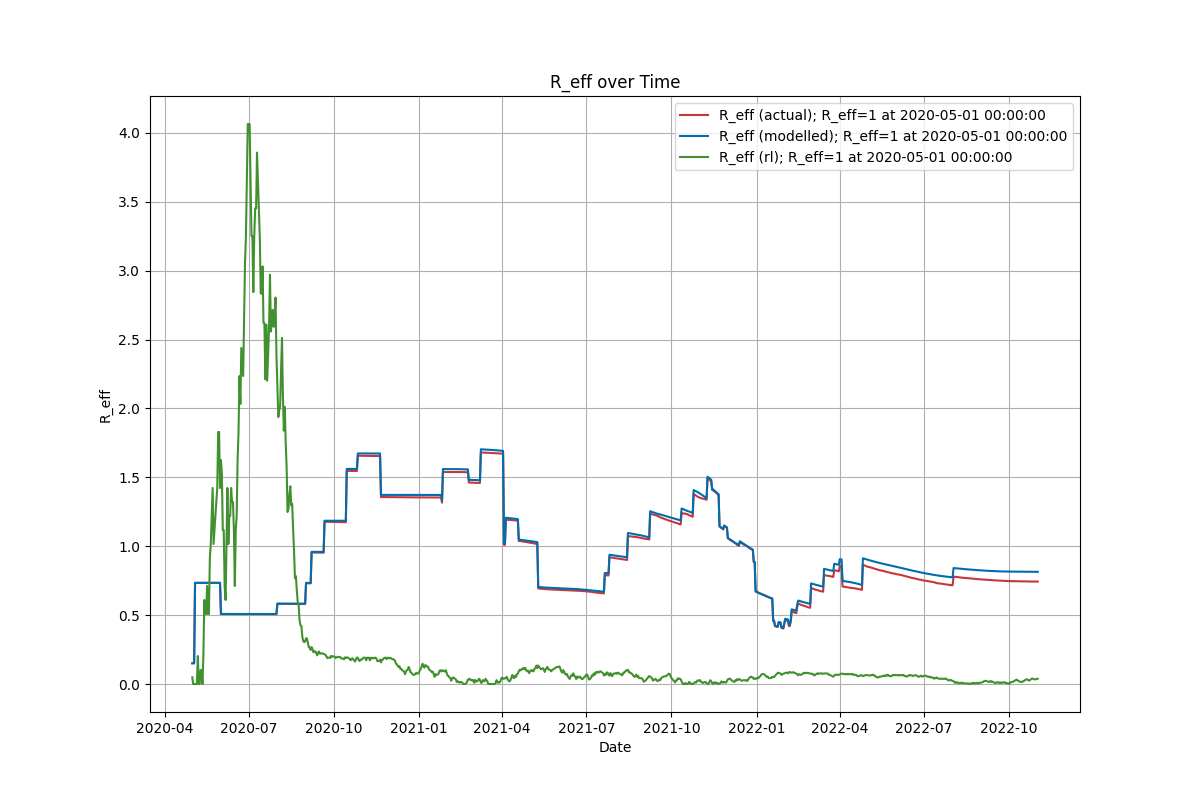 R_eff over Time
R_eff (actual); R_eff=1 at 2020-05-01 00:00:00
R_eff (modelled); R_eff=1 at 2020-05-01 00:00:00
R_eff (rl); R_eff=1 at 2020-05-01 00:00:00
4.0
3.5
3.0
2.5
2.0
1.5
1.0
0.5
0.0
R_eff
2020-04 2020-07 2020-10 2021-01 2021-04 2021-07 2021-10 2022-01 2022-04 2022-07 2022-10
Date